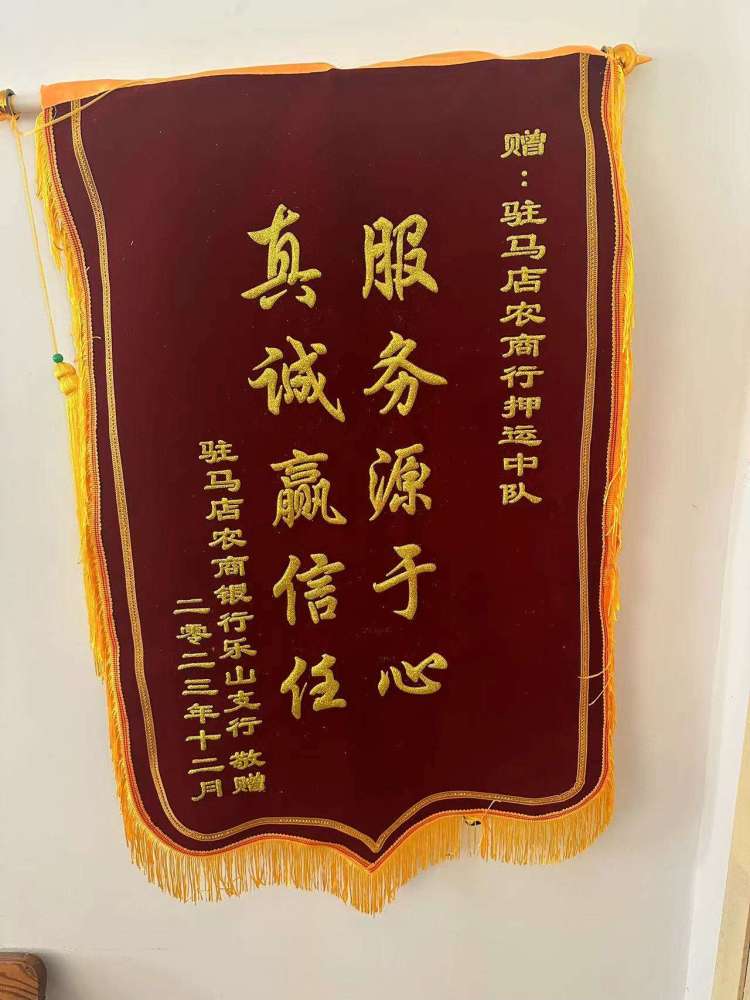 赠：驻马店农商行押运中队
服务源于心
真诚赢信任
驻马店农商银行乐山支行 敬赠
二零二三年十二月